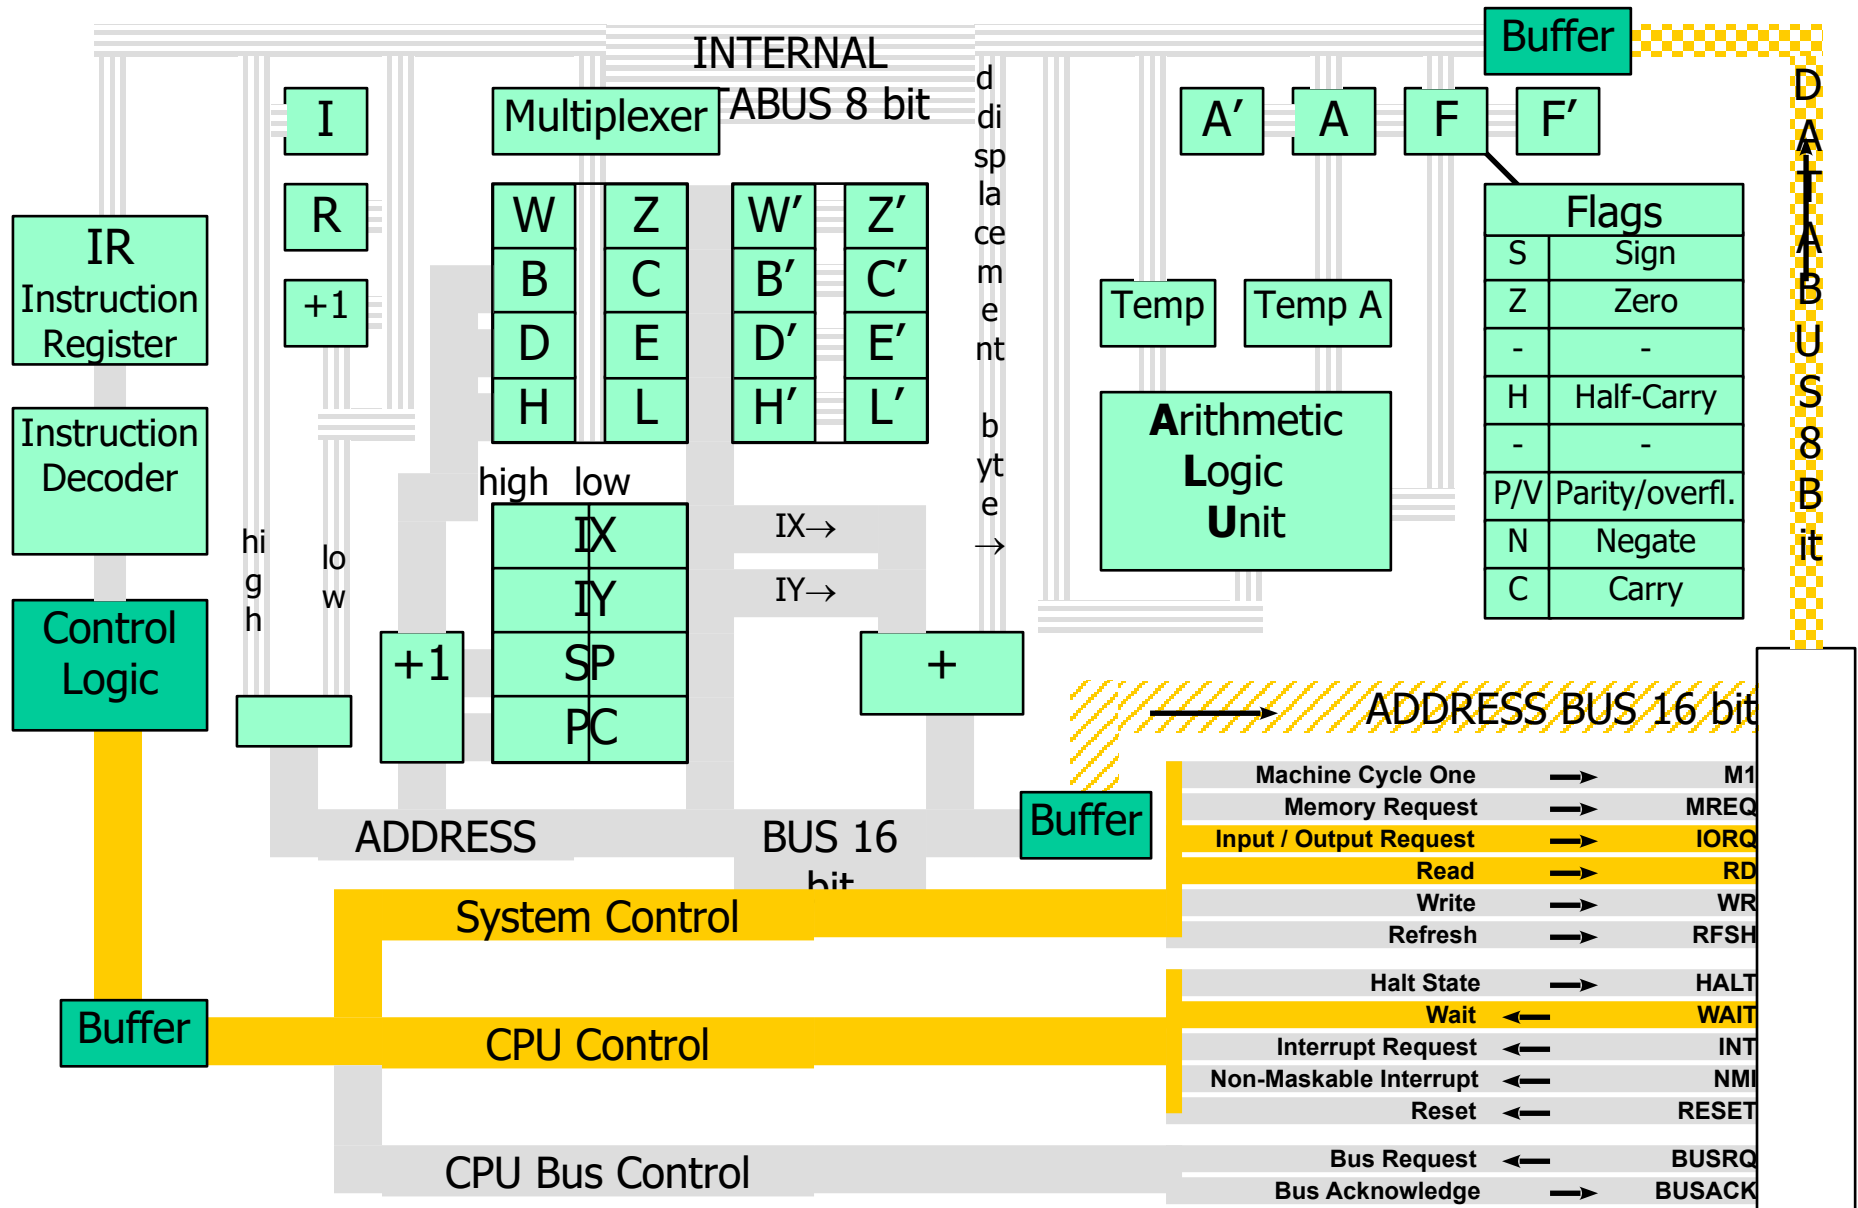 INTERNAL
TABUS 8 bit
Buffer
I
Multiplexer
d
di
sp
la
ce
m
e
nt
b
yt
e
→
A′
A
F
F′
D
A
T
A
B
U
S
8
B
it
R
W
Z
W′
Z′
IR
Instruction
Register
+1
B
C
B′
C′
D
E
D′
E′
H
L
H′
L′
Temp
Temp A
Flags
S Sign
Z Zero
- -
H Half-Carry
- -
P/V Parity/overfl.
N Negate
C Carry
Instruction
Decoder
Arithmetic
Logic
Unit
high low
hi
g
h
lo
w
IX
IX→
IY
IY→
Control
Logic
+1
SP
PC
+
ADDRESS BUS 16 bit
Buffer
ADDRESS BUS 16
bit
Machine Cycle One → M1
Memory Request → MREQ
Input / Output Request → IORQ
Read → RD
Write → WR
Refresh → RFSH
System Control
Halt State → HALT
Wait ← WAIT
Interrupt Request ← INT
Non-Maskable Interrupt ← NMI
Reset ← RESET
Buffer
CPU Control
CPU Bus Control
Bus Request ← BUSRQ
Bus Acknowledge → BUSACK